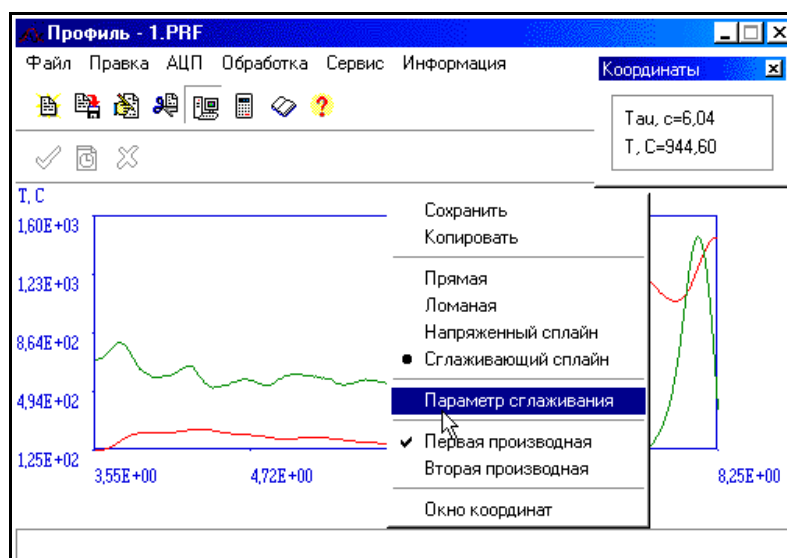 Профиль - 1.PRF
Файл Правка АЦП Обработка Сервис Информация
Координаты
Tau, c=6,04
T, C=944,60
T, C
1,60E+03
1,23E+03
8,64E+02
4,94E+02
1,25E+02
3,55E+00 4,72E+00 8,25E+00
Сохранить
Копировать
Прямая
Ломаная
Напряженный сплайн
Сглаживающий сплайн
Параметр сглаживания
Первая производная
Вторая производная
Окно координат